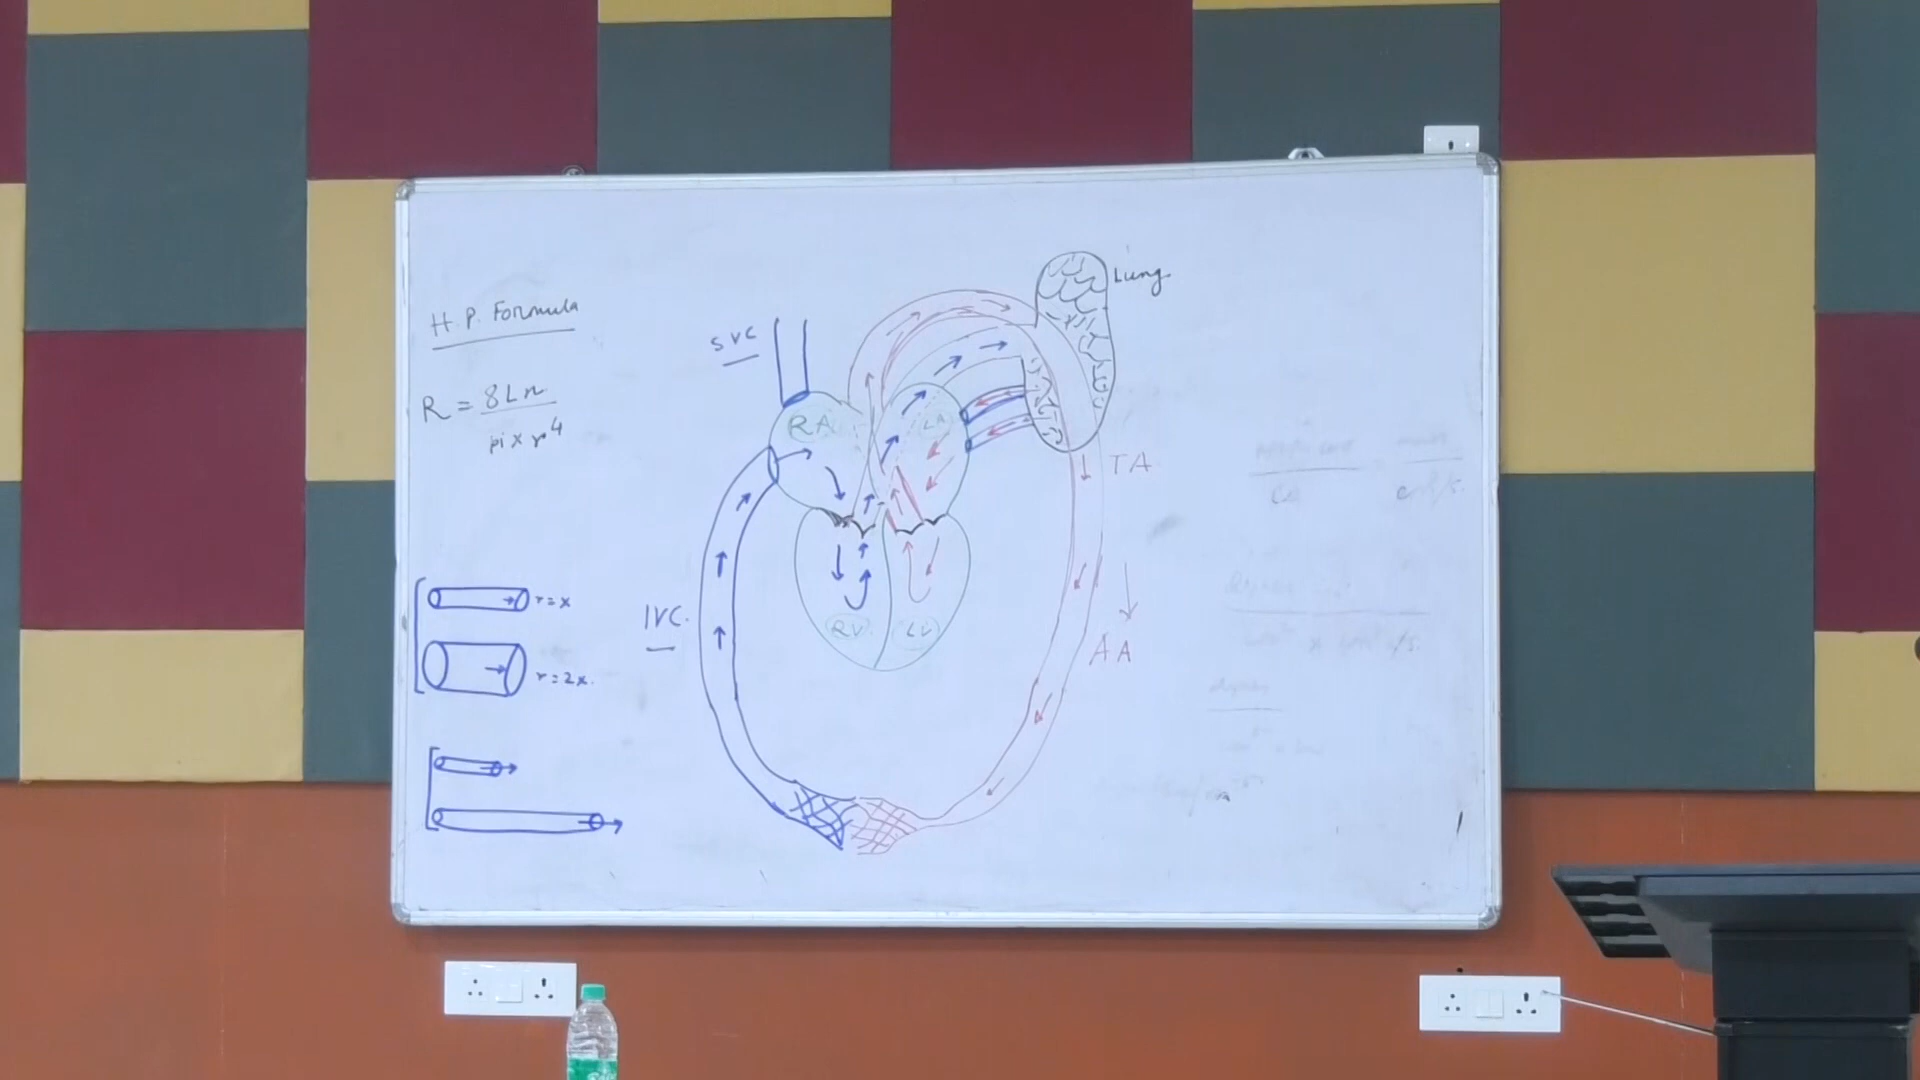 H.P. Formula
R = 8Ln
pi x r4
r=x
r=2x.
SVC
IVC.
RA
LA
RV
LV
Lung
TA
AA